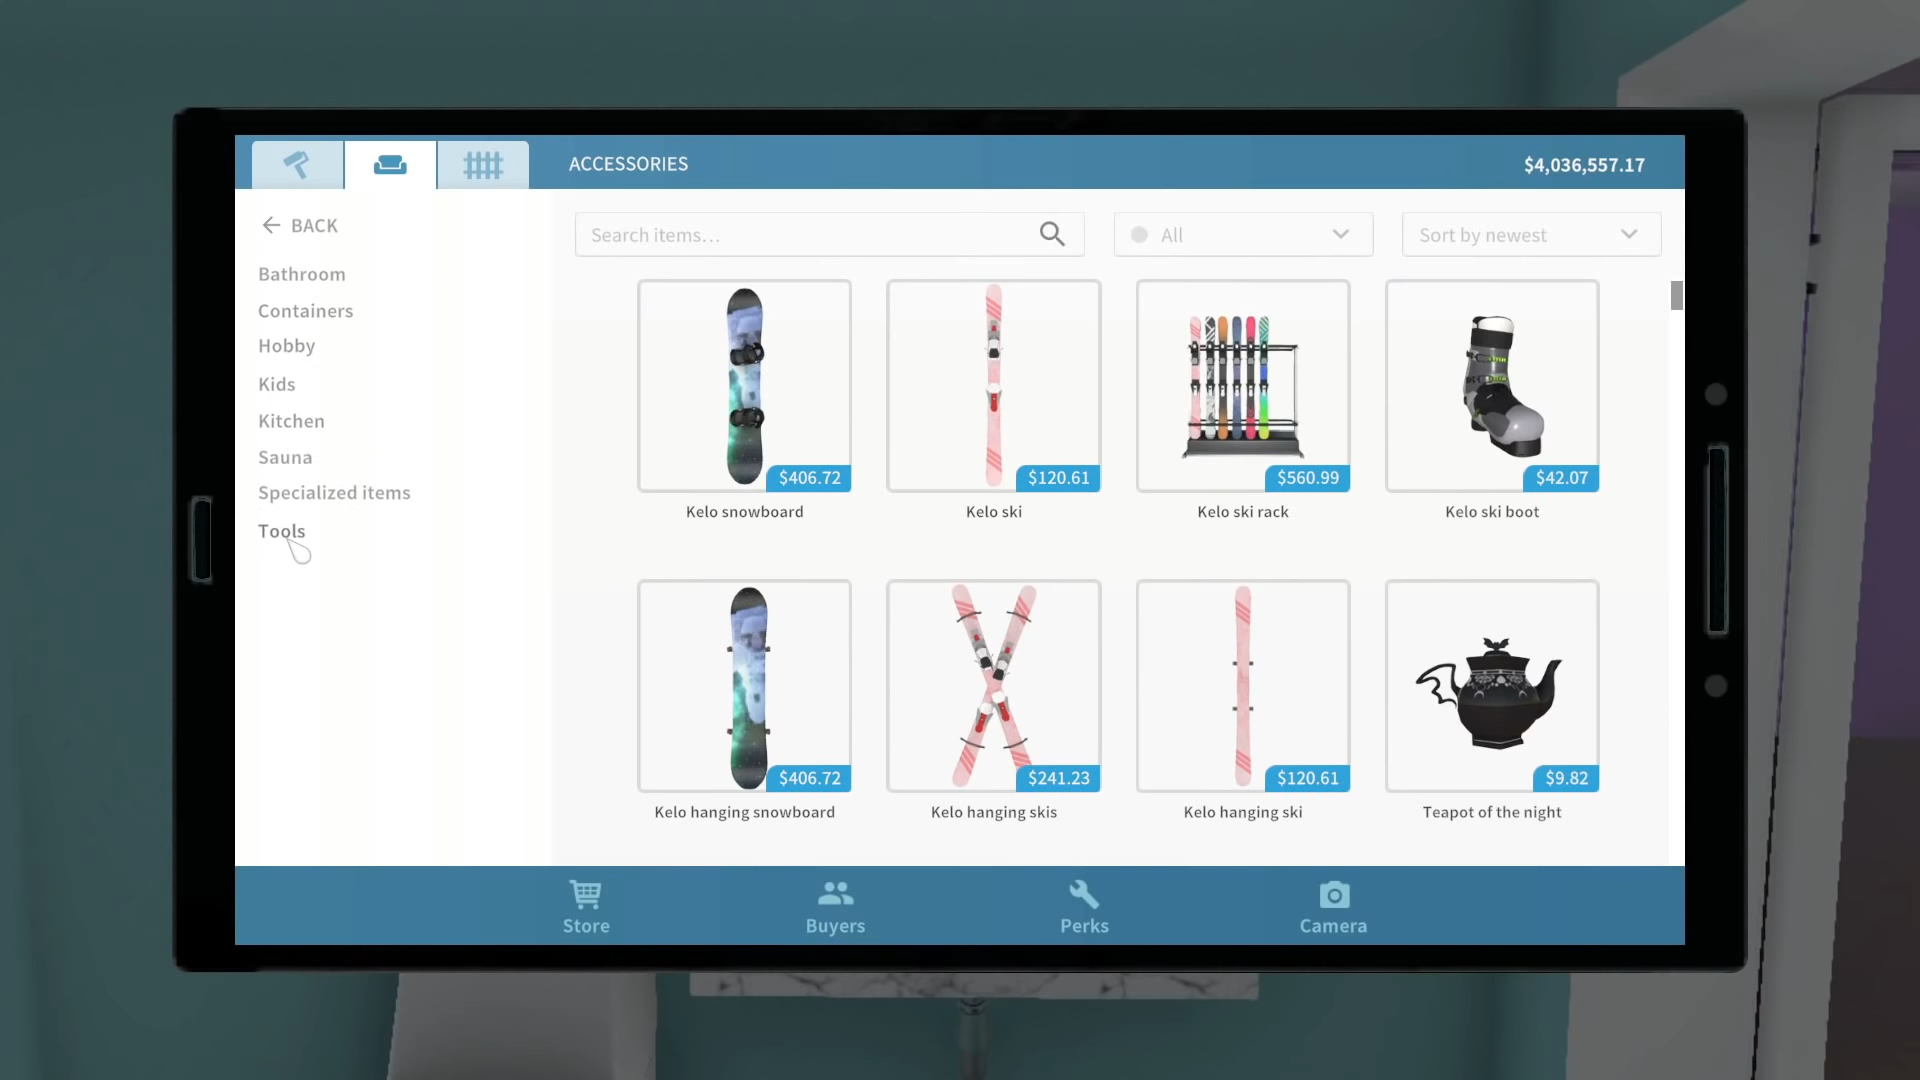 ACCESSORIES
$4,036,557.17
BACK
Bathroom
Containers
Hobby
Kids
Kitchen
Sauna
Specialized items
Tools
Search items...
All
Sort by newest
$406.72
$120.61
$560.99
$42.07
Kelo snowboard
Kelo ski
Kelo ski rack
Kelo ski boot
$406.72
$241.23
$120.61
$9.82
Kelo hanging snowboard
Kelo hanging skis
Kelo hanging ski
Teapot of the night
Store
Buyers
Perks
Camera